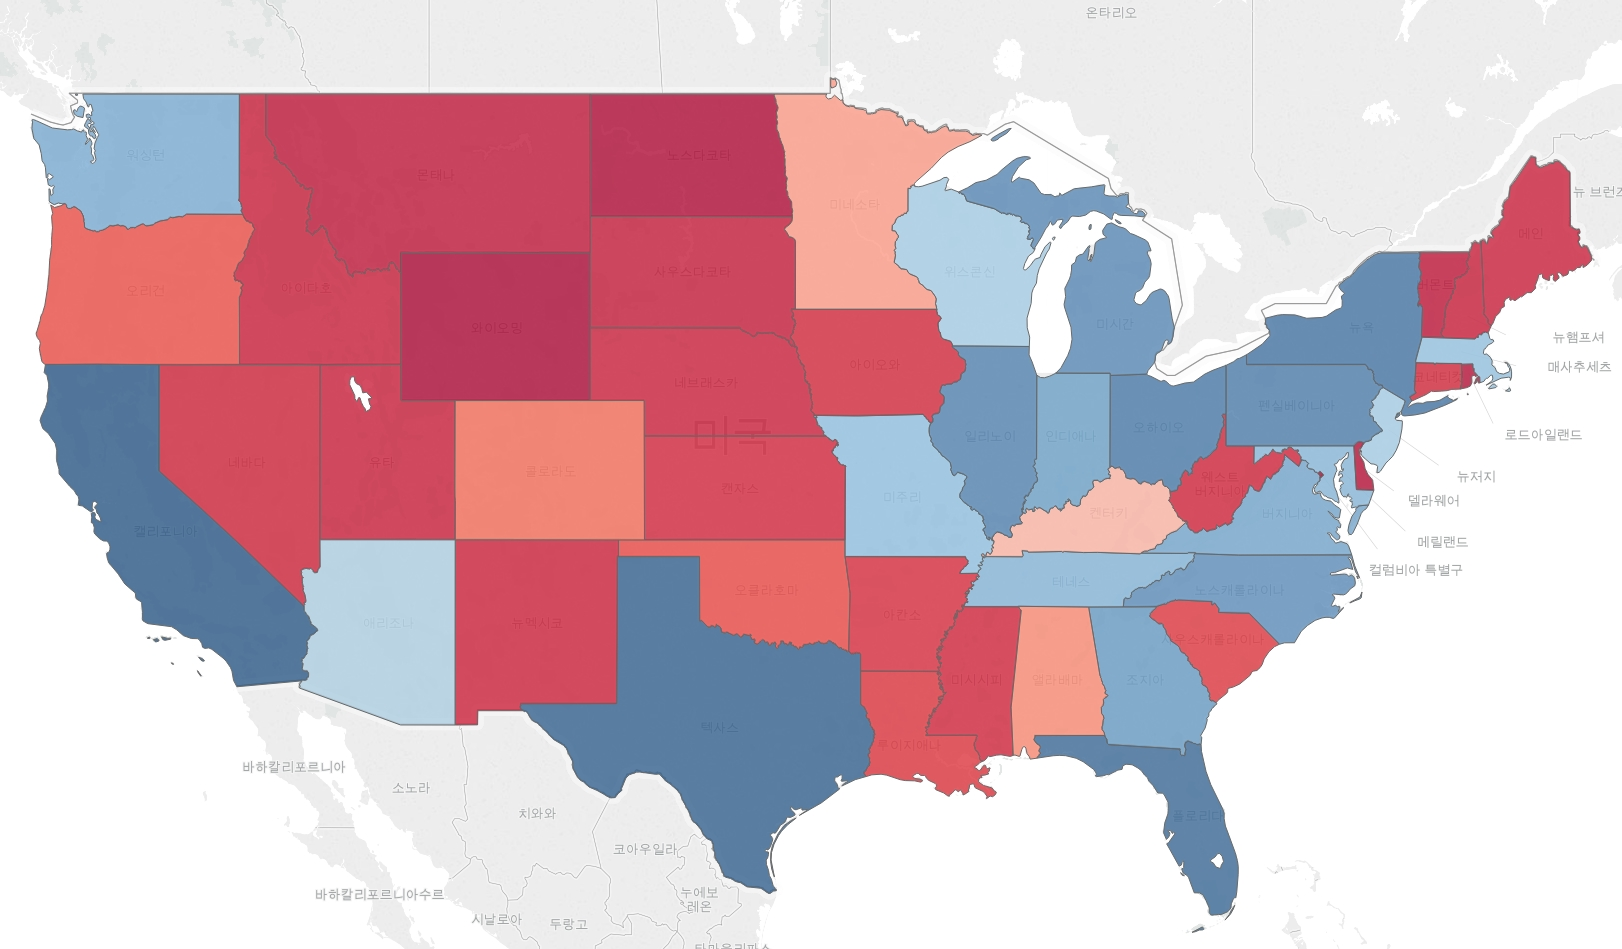 온타리오
워싱턴
몬태나
노스다코타
미네소타
뉴 브런즈
오리건
아이다호
와이오밍
사우스다코타
위스콘신
미시간
뉴욕
버몬트
메인
뉴햄프셔
매사추세츠
코네티컷
로드아일랜드
네바다
유타
콜로라도
네브래스카
미국
캔자스
아이오와
미주리
일리노이
인디애나
오하이오
펜실베이니아
뉴저지
델라웨어
메릴랜드
컬럼비아 특별구
웨스트
버지니아
버지니아
켄터키
캘리포니아
애리조나
뉴멕시코
오클라호마
아칸소
테네스
노스캐롤라이나
우스캐롤라이나
미시시피
앨라배마
조지아
텍사스
루이지애나
플로리다
바하칼리포르니아
소노라
치와와
코아우일라
바하칼리포르니아수르
시날로아
두랑고
누에보
레온
타마울리파스